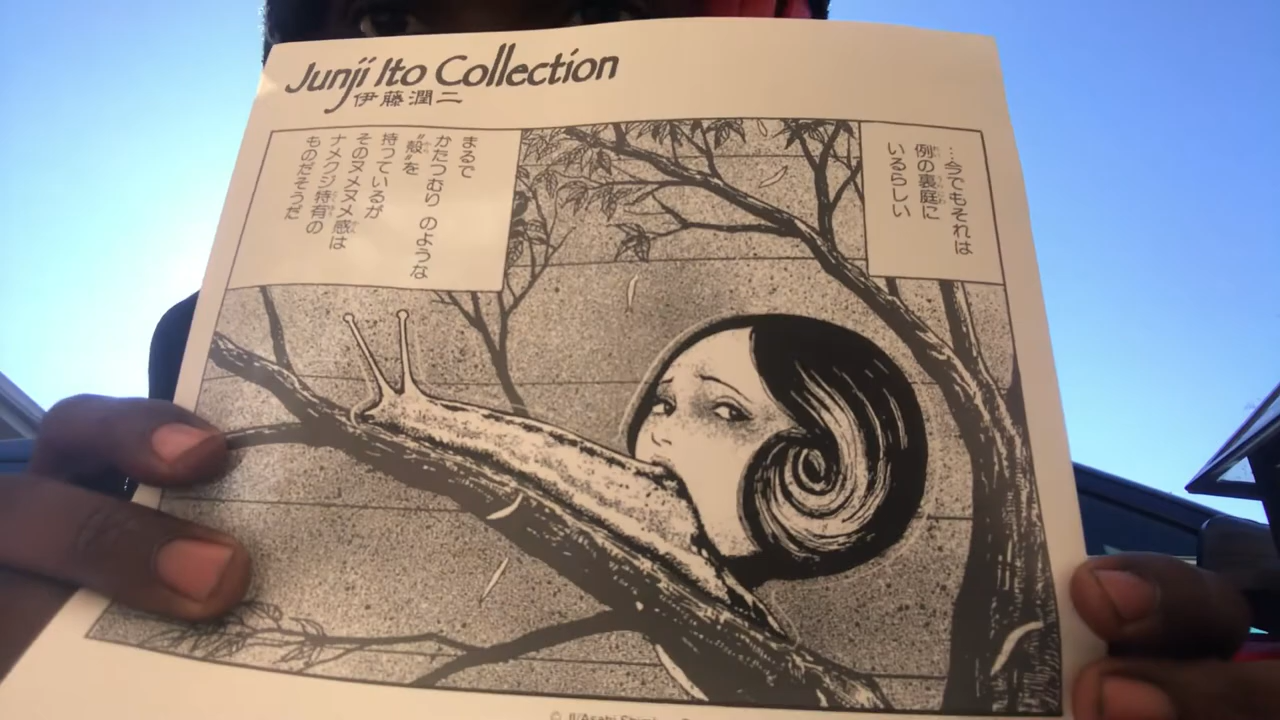 Junji Ito Collection
伊藤潤二
…今でもそれは
例の裏庭に
いるらしい
まるで
かたつむり のような
〝殻〟を
持っているが
そのヌメヌメ感は
ナメクジ特有の
ものだそうだ
© JI/Asahi